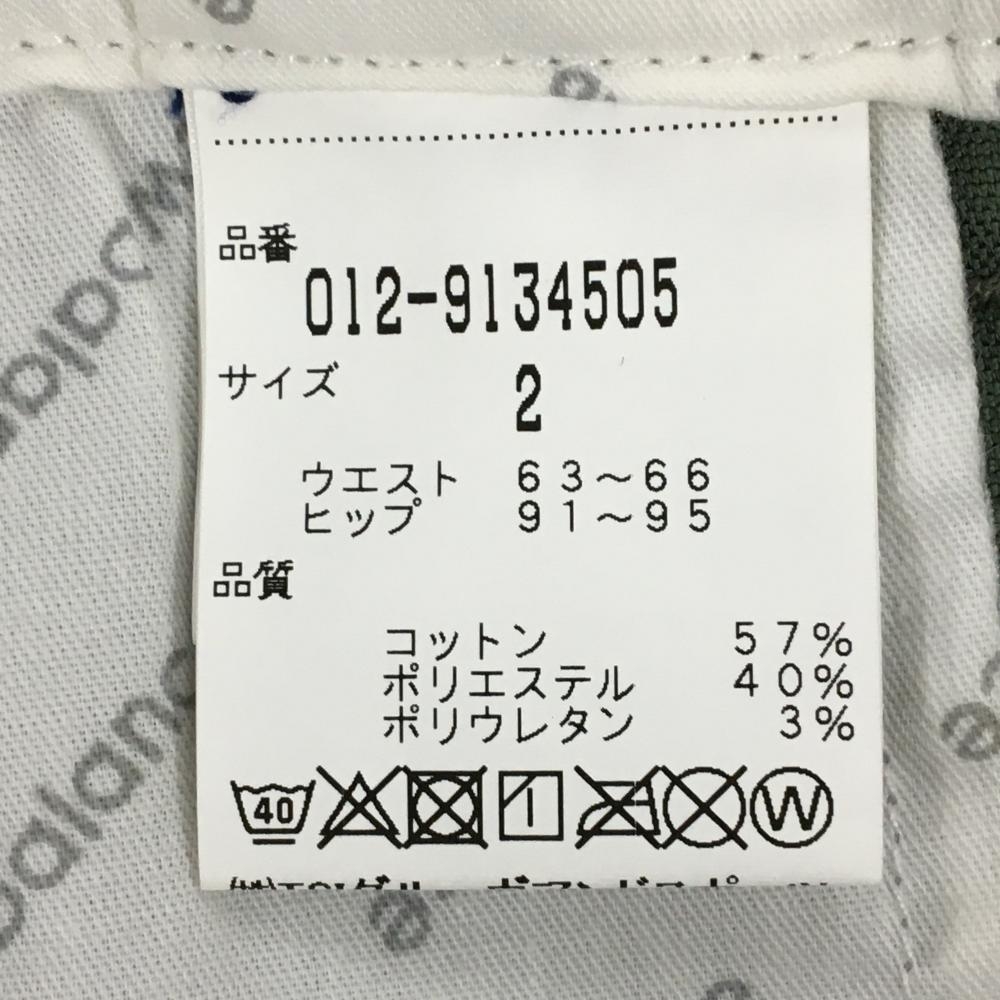 品番
012-9134505
サイズ 2
ウエスト 63～66
ヒップ 91～95
品質
コットン 57%
ポリエステル 40%
ポリウレタン 3%
40 W
balance